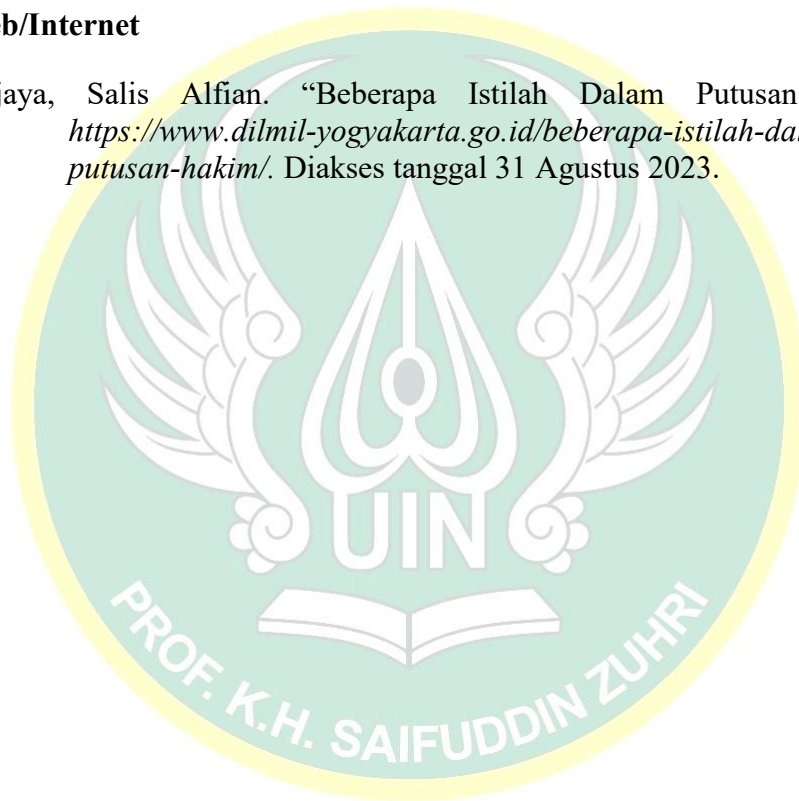 eb/Internet
jaya, Salis Alfian. “Beberapa Istilah Dalam Putusan
https://www.dilmil-yogyakarta.go.id/beberapa-istilah-da
putusan-hakim/. Diakses tanggal 31 Agustus 2023.
UIN
PROF. K.H. SAIFUDDIN ZUHRI